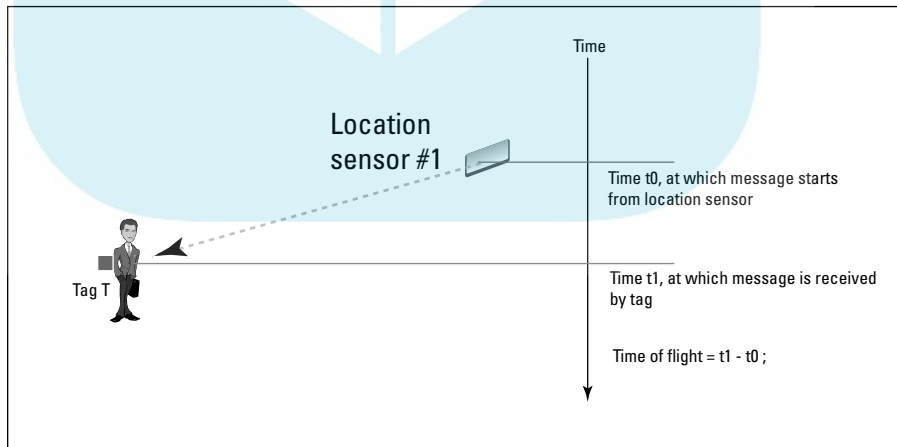 Time
Location
sensor #1
Time t0, at which message starts
from location sensor
Tag T
Time t1, at which message is received
by tag
Time of flight = t1 - t0 ;